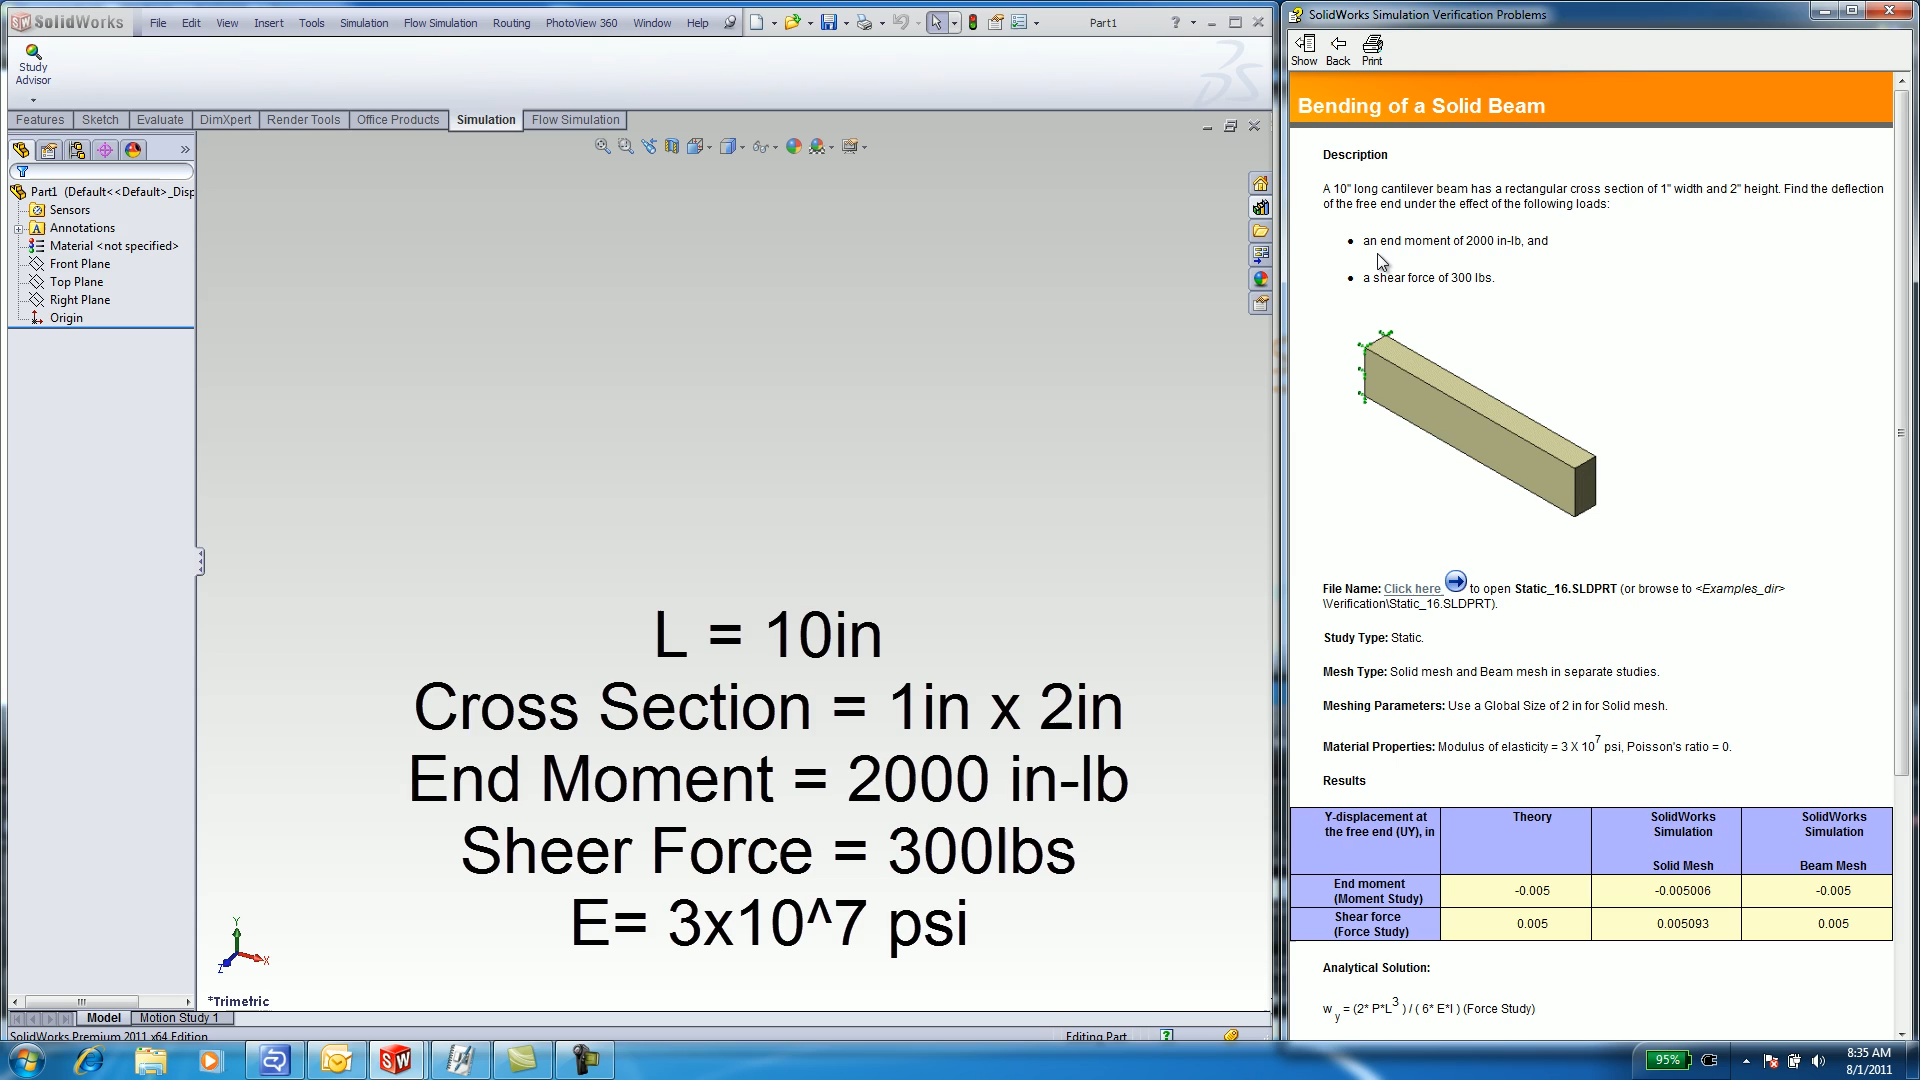 SolidWorks
File Edit View Insert Tools Simulation Flow Simulation Routing PhotoView 360 Window Help
Part1
Study
Advisor
Features Sketch Evaluate DimXpert Render Tools Office Products Simulation Flow Simulation
Part1 (Default<<Default>_Disp
Sensors
Annotations
Material <not specified>
Front Plane
Top Plane
Right Plane
Origin
L = 10in
Cross Section = 1in x 2in
End Moment = 2000 in-lb
Sheer Force = 300lbs
E= 3x10^7 psi
Y
X
Z
*Trimetric
Model Motion Study 1
SolidWorks Premium 2011 x64 Edition
Editing Part
SolidWorks Simulation Verification Problems
Show Back Print
Bending of a Solid Beam
Description
A 10" long cantilever beam has a rectangular cross section of 1" width and 2" height. Find the deflection
of the free end under the effect of the following loads:
• an end moment of 2000 in-lb, and
• a shear force of 300 lbs.
File Name: Click here to open Static_16.SLDPRT (or browse to <Examples_dir>
\Verification\Static_16.SLDPRT).
Study Type: Static.
Mesh Type: Solid mesh and Beam mesh in separate studies.
Meshing Parameters: Use a Global Size of 2 in for Solid mesh.
Material Properties: Modulus of elasticity = 3 X 10^7 psi, Poisson's ratio = 0.
Results
Y-displacement at the free end (UY), in Theory SolidWorks Simulation Solid Mesh SolidWorks Simulation Beam Mesh
End moment (Moment Study) -0.005 -0.005006 -0.005
Shear force (Force Study) 0.005 0.005093 0.005
Analytical Solution:
w y = (2* P*L^3 ) / ( 6* E*I ) (Force Study)
95%
8:35 AM
8/1/2011